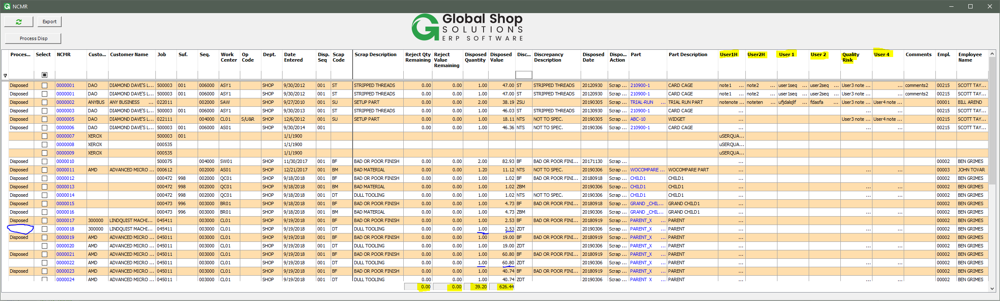 NCMR
Export
Process Disp
Global Shop
SOLUTIONS
ERP SOFTWARE
Proces... Select NCMR Custo... Customer Name Job Suf. Seq. Work Center Op Code Dept. Date Entered Disp. Seq Scap Code Scrap Description Reject Qty Remaining Reject Value Remaining Disposed Quantity Disposed Value Disc... Discrepancy Description Disposed Date Dispo... Action Part Part Description User1H User2H User 1 User 2 Quality Risk User 4 Comments Empl. Employee Name
Disposed 0000001 DAO DIAMOND DAVE'S L... 500003 001 006000 ASY1 SHOP 9/30/2012 001 ST STRIPPED THREADS 0.00 0.00 1.00 47.00 ST STRIPPED THREADS 20120930 Scrap ... 210900-1 CARD CAGE note1 ... note2 ... user1seq ... user2seq ... User3 note ... ... comments2 00215 SCOTT TAY...
Disposed 0000001 DAO DIAMOND DAVE'S L... 500003 001 006000 ASY1 SHOP 9/30/2012 001 ST STRIPPED THREADS 0.00 0.00 1.00 47.00 ST STRIPPED THREADS 20120930 Scrap ... 210900-1 CARD CAGE note1 ... note2 ... user1seq ... user2seq ... User3 note ... ... comments2 00215 SCOTT TAY...
Disposed 0000002 ANYBUS ANY BUSINESS ... 022011 002000 SAW SHOP 9/27/2010 001 SU SETUP PART 0.00 0.00 2.00 38.19 ZSU 20190305 Scrap ... TRIAL-RUN ... TRIAL RUN PART notenote ... noteten ... ufjdalsjlf ... fdasfa ... User3 note ... User4 note ... 00001 BILL AREND
Disposed 0000003 DAO DIAMOND DAVE'S L... 500003 001 006000 ASY1 SHOP 9/30/2013 001 ST STRIPPED THREADS 0.00 0.00 1.00 46.03 ST STRIPPED THREADS 20130930 Scrap ... 210900-1 CARD CAGE ... ... ... 00215 SCOTT TAY...
Disposed 0000005 DAO DIAMOND DAVE'S L... 022111 004000 CL01 S/U&R SHOP 12/6/2012 001 SU SETUP PART 0.00 0.00 1.00 18.11 NTS NOT TO SPEC. 20190305 Scrap ... ABC-10 WIDGET ... User3 note ... User4 note ... 00215 SCOTT TAY...
Disposed 0000006 DAO DIAMOND DAVE'S L... 500003 001 006000 AS01 SHOP 9/30/2014 001 0.00 0.00 1.00 46.36 NTS NOT TO SPEC. 20190306 Scrap ... 210900-1 CARD CAGE ... ... ... 00215 SCOTT TAY...
0000007 XEROX 500003 001 1/1/1900 uSERQUA...
0000008 XEROX 000535 1/1/1900 uSERQUA...
0000009 XEROX 000535 1/1/1900 uSERQUA...
Disposed 0000010 500075 004000 SW01 SHOP 11/30/2017 001 BF BAD OR POOR FINISH 0.00 0.00 2.00 82.93 BF BAD OR POOR FINI... 20171130 Scrap ... ... 00002 BEN GRIMES
Disposed 0000011 AMD ADVANCED MICRO ... 000612 002000 AS01 SHOP 12/21/2017 001 BM BAD MATERIAL 0.00 0.00 1.20 11.12 NTS NOT TO SPEC. 20190306 Scrap ... WOCOMPARE ... WOCOMPARE PART ... ... ... 00003 JOHN TOVAR
Disposed 0000012 000472 998 002000 QC01 SHOP 9/18/2018 001 BF BAD OR POOR FINISH 0.00 0.00 1.00 1.02 BF BAD OR POOR FINI... 20180918 Scrap ... CHILD1 CHILD1 ... 00002 BEN GRIMES
Disposed 0000013 000472 998 002000 QC01 SHOP 9/18/2018 001 BM BAD MATERIAL 0.00 0.00 1.00 1.02 ZBM 20190306 Scrap ... CHILD1 CHILD1 ... ... ... 00002 BEN GRIMES
Disposed 0000014 000472 998 002000 QC01 SHOP 9/18/2018 001 DT DULL TOOLING 0.00 0.00 1.00 1.02 NTS NOT TO SPEC. 20190306 Scrap ... CHILD1 CHILD1 ... ... ... 00002 BEN GRIMES
Disposed 0000015 000473 996 003000 BR01 SHOP 9/18/2018 001 BF BAD OR POOR FINISH 0.00 0.00 1.00 4.73 BF BAD OR POOR FINI... 20180918 Scrap ... GRAND _CHIL... GRAND CHILD1 ... 00002 BEN GRIMES
Disposed 0000016 000473 996 003000 BR01 SHOP 9/18/2018 001 BM BAD MATERIAL 0.00 0.00 1.00 4.73 ZBM 20190306 Scrap ... GRAND _CHIL... GRAND CHILD1 ... ... ... 00002 BEN GRIMES
Disposed 0000017 300000 LINDQUIST MACHI... 045411 003000 CL01 SHOP 9/19/2018 001 BF BAD OR POOR FINISH 0.00 0.00 1.00 2.53 BF BAD OR POOR FINI... 20180919 Scrap ... PARENT_X ... PARENT ... 00002 BEN GRIMES
0000018 300000 LINDQUIST MACHI... 045411 003000 CL01 SHOP 9/19/2018 001 DT DULL TOOLING 0.00 0.00 1.00 2.53 ZDT 20190306 Scrap ... PARENT_X ... PARENT ... ... ... 00002 BEN GRIMES
Disposed 0000019 AMD ADVANCED MICRO ... 045011 003000 CL01 SHOP 9/19/2018 001 BF BAD OR POOR FINISH 0.00 0.00 1.00 19.00 BF BAD OR POOR FINI... 20180919 Scrap ... PARENT_X ... PARENT ... 00002 BEN GRIMES
0000020 AMD ADVANCED MICRO ... 045011 003000 CL01 SHOP 9/19/2018 001 DT DULL TOOLING 0.00 0.00 1.00 19.00 ZDT 20190306 Scrap ... PARENT_X ... PARENT ... ... ... 00002 BEN GRIMES
Disposed 0000021 AMD ADVANCED MICRO ... 045011 003000 CL01 SHOP 9/19/2018 001 BF BAD OR POOR FINISH 0.00 0.00 1.00 60.80 BF BAD OR POOR FINI... 20180919 Scrap ... PARENT_X ... PARENT ... 00002 BEN GRIMES
0000022 AMD ADVANCED MICRO ... 045011 003000 CL01 SHOP 9/19/2018 001 DT DULL TOOLING 0.00 0.00 1.00 60.80 ZDT 20190306 Scrap ... PARENT_X ... PARENT ... ... ... 00002 BEN GRIMES
Disposed 0000023 AMD ADVANCED MICRO ... 045011 003000 CL01 SHOP 9/19/2018 001 BF BAD OR POOR FINISH 0.00 0.00 1.00 40.74 BF BAD OR POOR FINI... 20180919 Scrap ... PARENT_X ... PARENT ... 00002 BEN GRIMES
0000024 AMD ADVANCED MICRO ... 045011 003000 CL01 SHOP 9/19/2018 001 DT DULL TOOLING 0.00 0.00 1.00 40.74 ZDT 20190306 Scrap ... PARENT_X ... PARENT ... ... ... 00002 BEN GRIMES
0.00 0.00 39.20 626.44